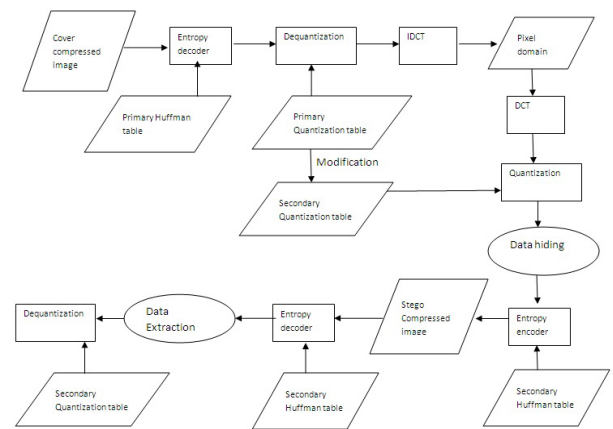 Cover
compressed
image
Entropy
decoder
Dequantization
IDCT
Pixel
domain
Primary Huffman
table
Primary
Quantization table
DCT
Modification
Quantization
Secondary
Quantization table
Data hiding
Dequantization
Data
Extraction
Entropy
decoder
Stego
Compressed
image
Entropy
encoder
Secondary
Quantization table
Secondary
Huffman table
Secondary
Huffman table